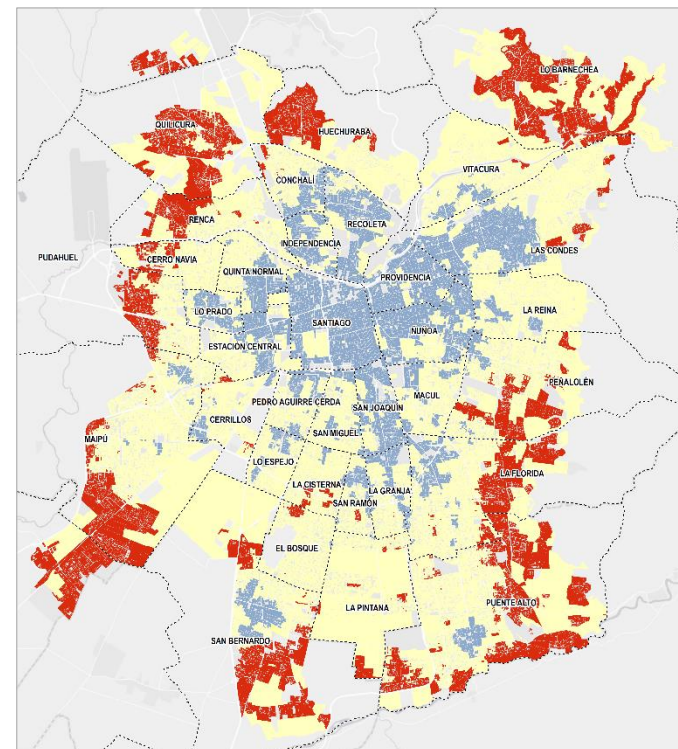 LO BARNECHEA
QUILICURA
HUECHURABA
VITACURA
CONCHALÍ
RECOLETA
RENCA
INDEPENDENCIA
LAS CONDES
PUDAHUEL
CERRO NAVIA
QUINTA NORMAL
PROVIDENCIA
LO PRADO
LA REINA
SANTIAGO
ÑUÑOA
ESTACIÓN CENTRAL
PEÑALOLÉN
PEDRO AGUIRRE CERDA
MACUL
SAN JOAQUÍN
CERRILLOS
SAN MIGUEL
MAIPÚ
LO ESPEJO
LA FLORIDA
LA CISTERNA
LA GRANJA
SAN RAMÓN
EL BOSQUE
LA PINTANA
PUENTE ALTO
SAN BERNARDO